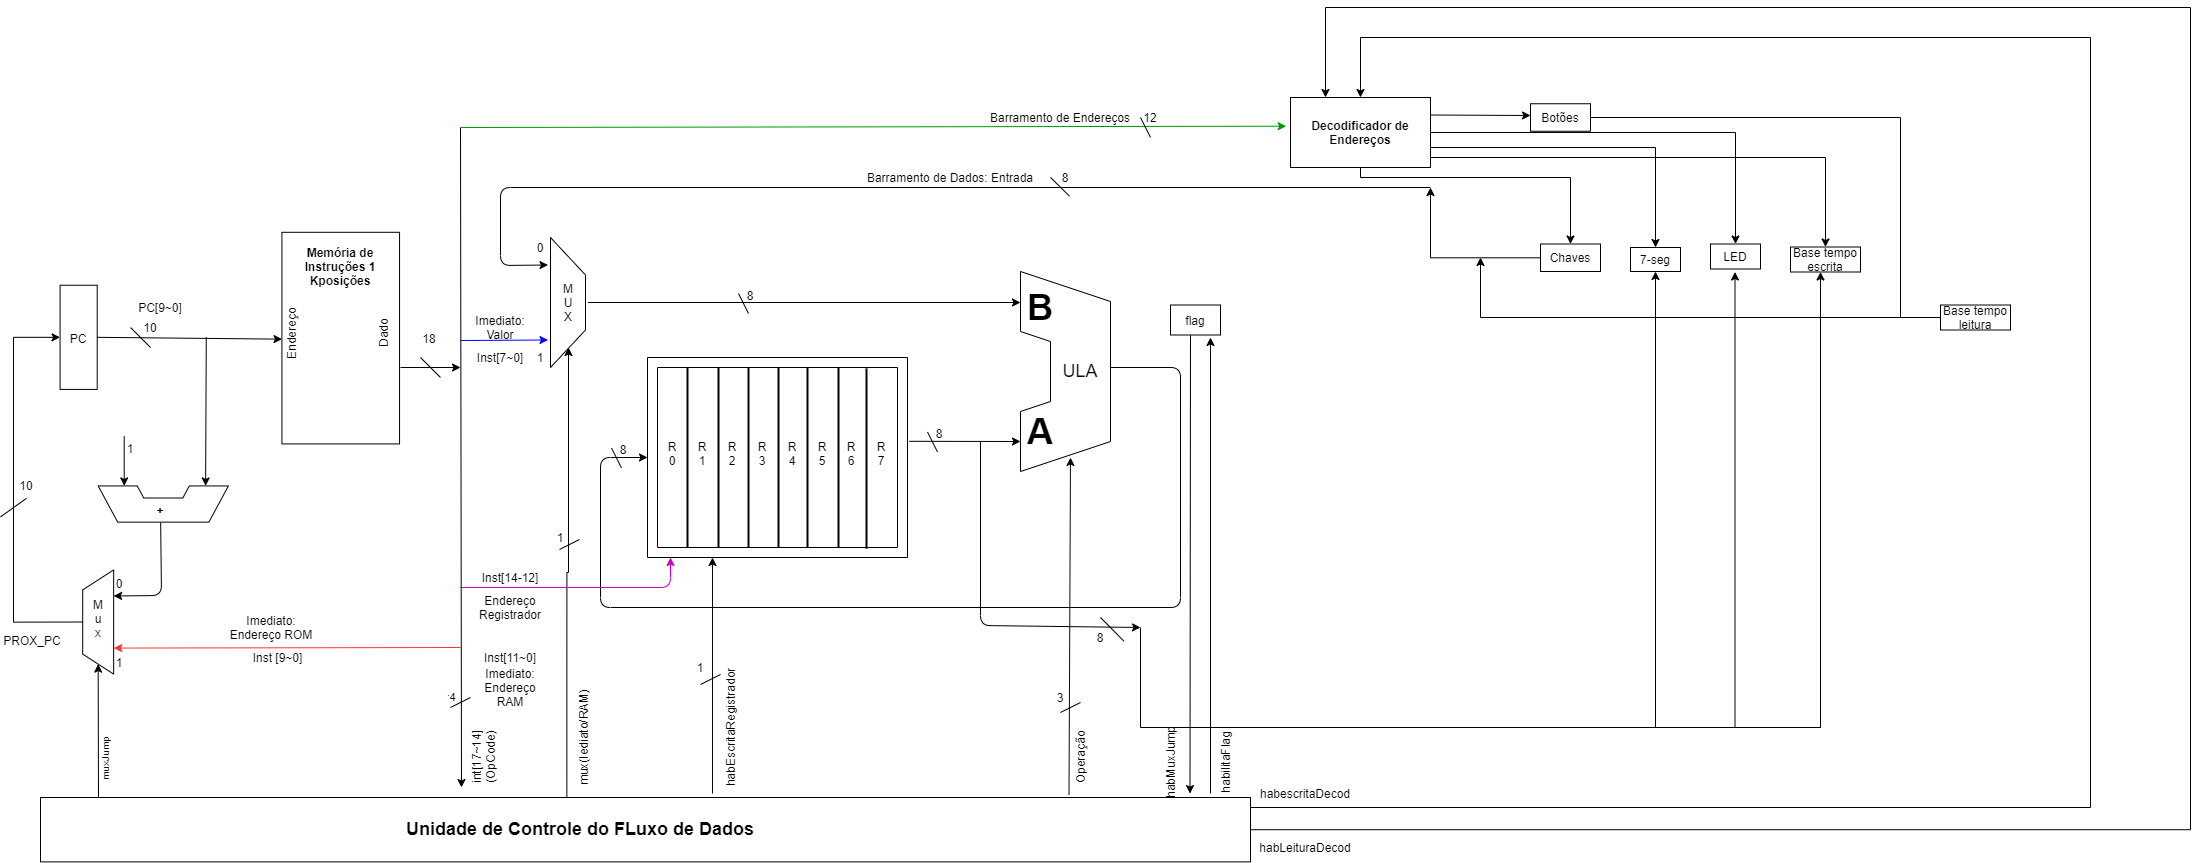 Barramento de Endereços
12
Decodificador de
Endereços
Botões
Barramento de Dados: Entrada
8
Memória de
Instruções 1
Kposições
Endereço
Dado
0
M
U
X
Chaves
7-seg
LED
Base tempo
escrita
PC[9~0]
10
PC
18
Imediato:
Valor
Inst[7~0]
1
8
B
flag
Base tempo
leitura
ULA
A
R
0
R
1
R
2
R
3
R
4
R
5
R
6
R
7
8
8
1
+
10
1
Inst[14-12]
Endereço
Registrador
0
M
u
x
1
PROX_PC
Imediato:
Endereço ROM
Inst [9~0]
Inst[11~0]
Imediato:
Endereço
RAM
4
8
1
3
muxJump
int[17~14]
(OpCode)
mux(Iediato/RAM)
habEscritaRegistrador
Operação
habMuxJump
habilitaFlag
habescritaDecod
Unidade de Controle do FLuxo de Dados
habLeituraDecod